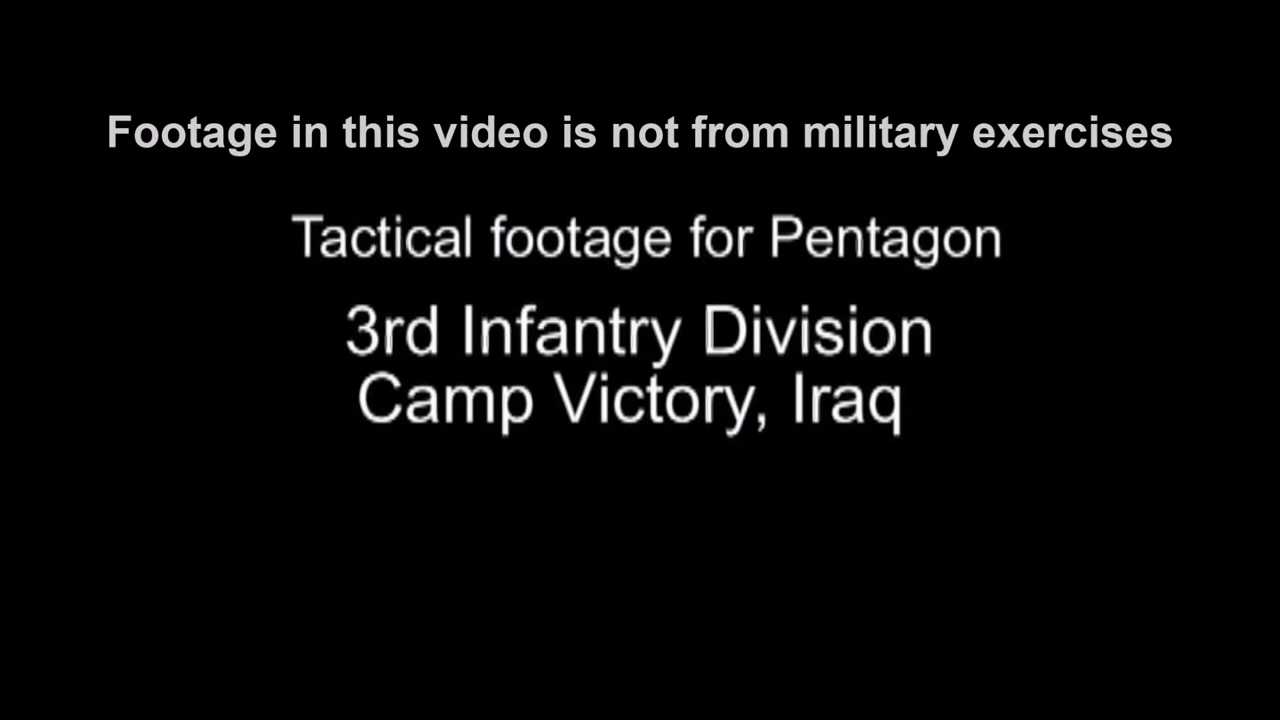 Footage in this video is not from military exercises
Tactical footage for Pentagon
3rd Infantry Division
Camp Victory, Iraq